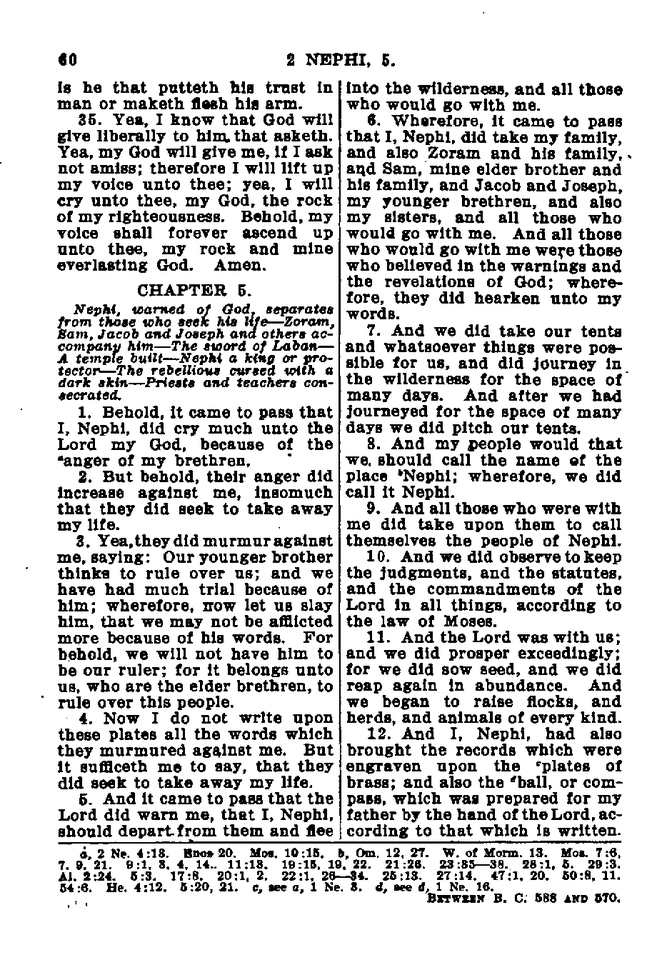 60
2 NEPHI, 5.
is he that putteth his trust in
man or maketh flesh his arm.
35. Yea, I know that God will
give liberally to him, that asketh.
Yea, my God will give me, if I ask
not amiss; therefore I will lift up
my voice unto thee; yea, I will
cry unto thee, my God, the rock
of my righteousness. Behold, my
voice shall forever ascend up
unto thee, my rock and mine
everlasting God. Amen.
CHAPTER 5.
Nephi, warned of God, separates
from those who seek his life—Zoram,
Sam, Jacob and Joseph and others ac-
company him—The sword of Laban—
A temple built—Nephi a king or pro-
tector—The rebellious cursed with a
dark skin—Priests and teachers con-
secrated.
1. Behold, it came to pass that
I, Nephi, did cry much unto the
Lord my God, because of the
ᵃanger of my brethren.
2. But behold, their anger did
increase against me, insomuch
that they did seek to take away
my life.
3. Yea, they did murmur against
me, saying: Our younger brother
thinks to rule over us; and we
have had much trial because of
him; wherefore, now let us slay
him, that we may not be afflicted
more because of his words. For
behold, we will not have him to
be our ruler; for it belongs unto
us, who are the elder brethren, to
rule over this people.
4. Now I do not write upon
these plates all the words which
they murmured against me. But
it sufficeth me to say, that they
did seek to take away my life.
5. And it came to pass that the
Lord did warn me, that I, Nephi,
should depart from them and flee
into the wilderness, and all those
who would go with me.
6. Wherefore, it came to pass
that I, Nephi, did take my family,
and also Zoram and his family,
and Sam, mine elder brother and
his family, and Jacob and Joseph,
my younger brethren, and also
my sisters, and all those who
would go with me. And all those
who would go with me were those
who believed in the warnings and
the revelations of God; where-
fore, they did hearken unto my
words.
7. And we did take our tents
and whatsoever things were pos-
sible for us, and did journey in
the wilderness for the space of
many days. And after we had
journeyed for the space of many
days we did pitch our tents.
8. And my people would that
we should call the name of the
place ᵇNephi; wherefore, we did
call it Nephi.
9. And all those who were with
me did take upon them to call
themselves the people of Nephi.
10. And we did observe to keep
the judgments, and the statutes,
and the commandments of the
Lord in all things, according to
the law of Moses.
11. And the Lord was with us;
and we did prosper exceedingly;
for we did sow seed, and we did
reap again in abundance. And
we began to raise flocks, and
herds, and animals of every kind.
12. And I, Nephi, had also
brought the records which were
engraven upon the ᶜplates of
brass; and also the ᵈball, or com-
pass, which was prepared for my
father by the hand of the Lord, ac-
cording to that which is written.
a, 2 Ne. 4:13. Enos 20. Mos. 10:15. b, Om. 12, 27. W. of Morm. 13. Mos. 7:6,
7, 9, 21. 9:1, 3, 4, 14. 11:13. 19:15, 19, 22. 21:26. 23:35—38. 28:1, 5. 29:3.
Al. 2:24. 5:3. 17:8. 20:1, 2. 22:1, 28—34. 25:13. 27:14. 47:1, 20. 50:8, 11.
54:6. He. 4:12. 5:20, 21. c, see a, 1 Ne. 3. d, see d, 1 Ne. 16.
BETWEEN B. C. 588 AND 570.